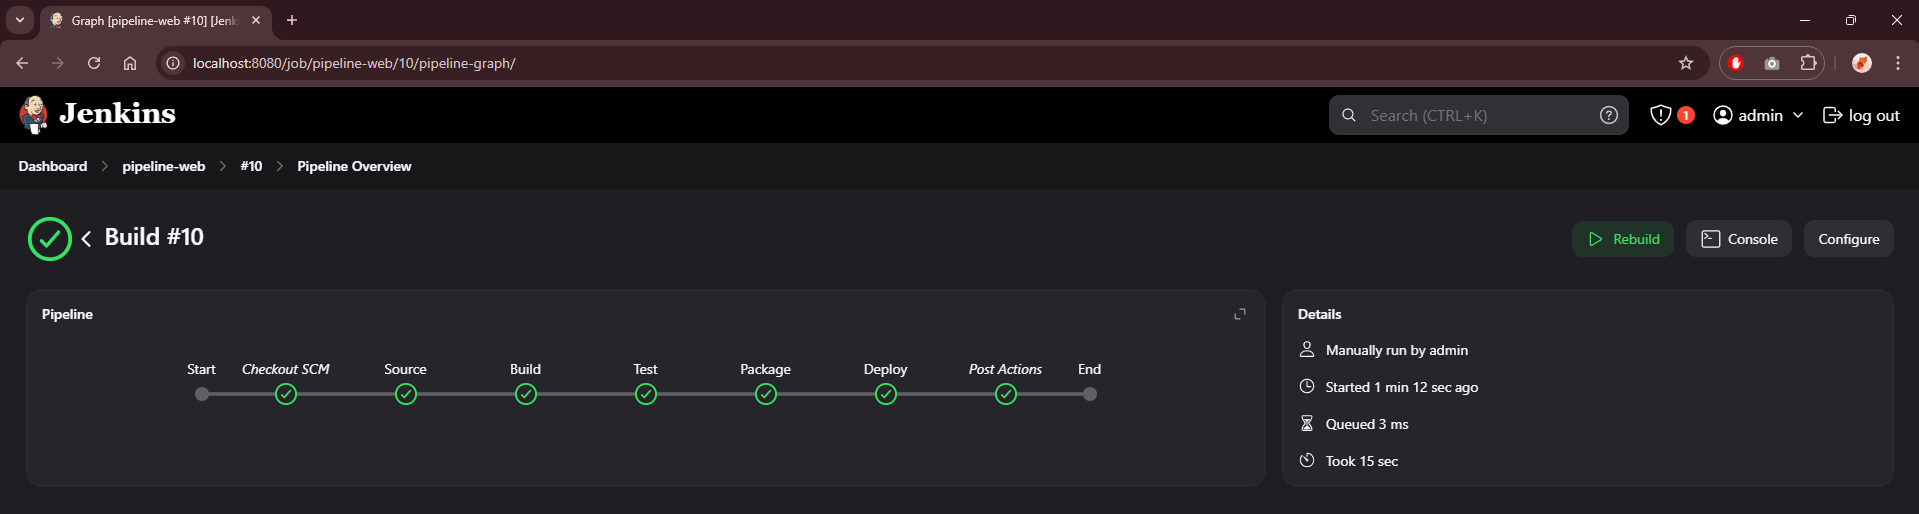 Graph [pipeline-web #10] [Jenk
localhost:8080/job/pipeline-web/10/pipeline-graph/
Jenkins
Search (CTRL+K)
1
admin
log out
Dashboard > pipeline-web > #10 > Pipeline Overview
Build #10
Rebuild
Console
Configure
Pipeline
Start Checkout SCM Source Build Test Package Deploy Post Actions End
Details
Manually run by admin
Started 1 min 12 sec ago
Queued 3 ms
Took 15 sec